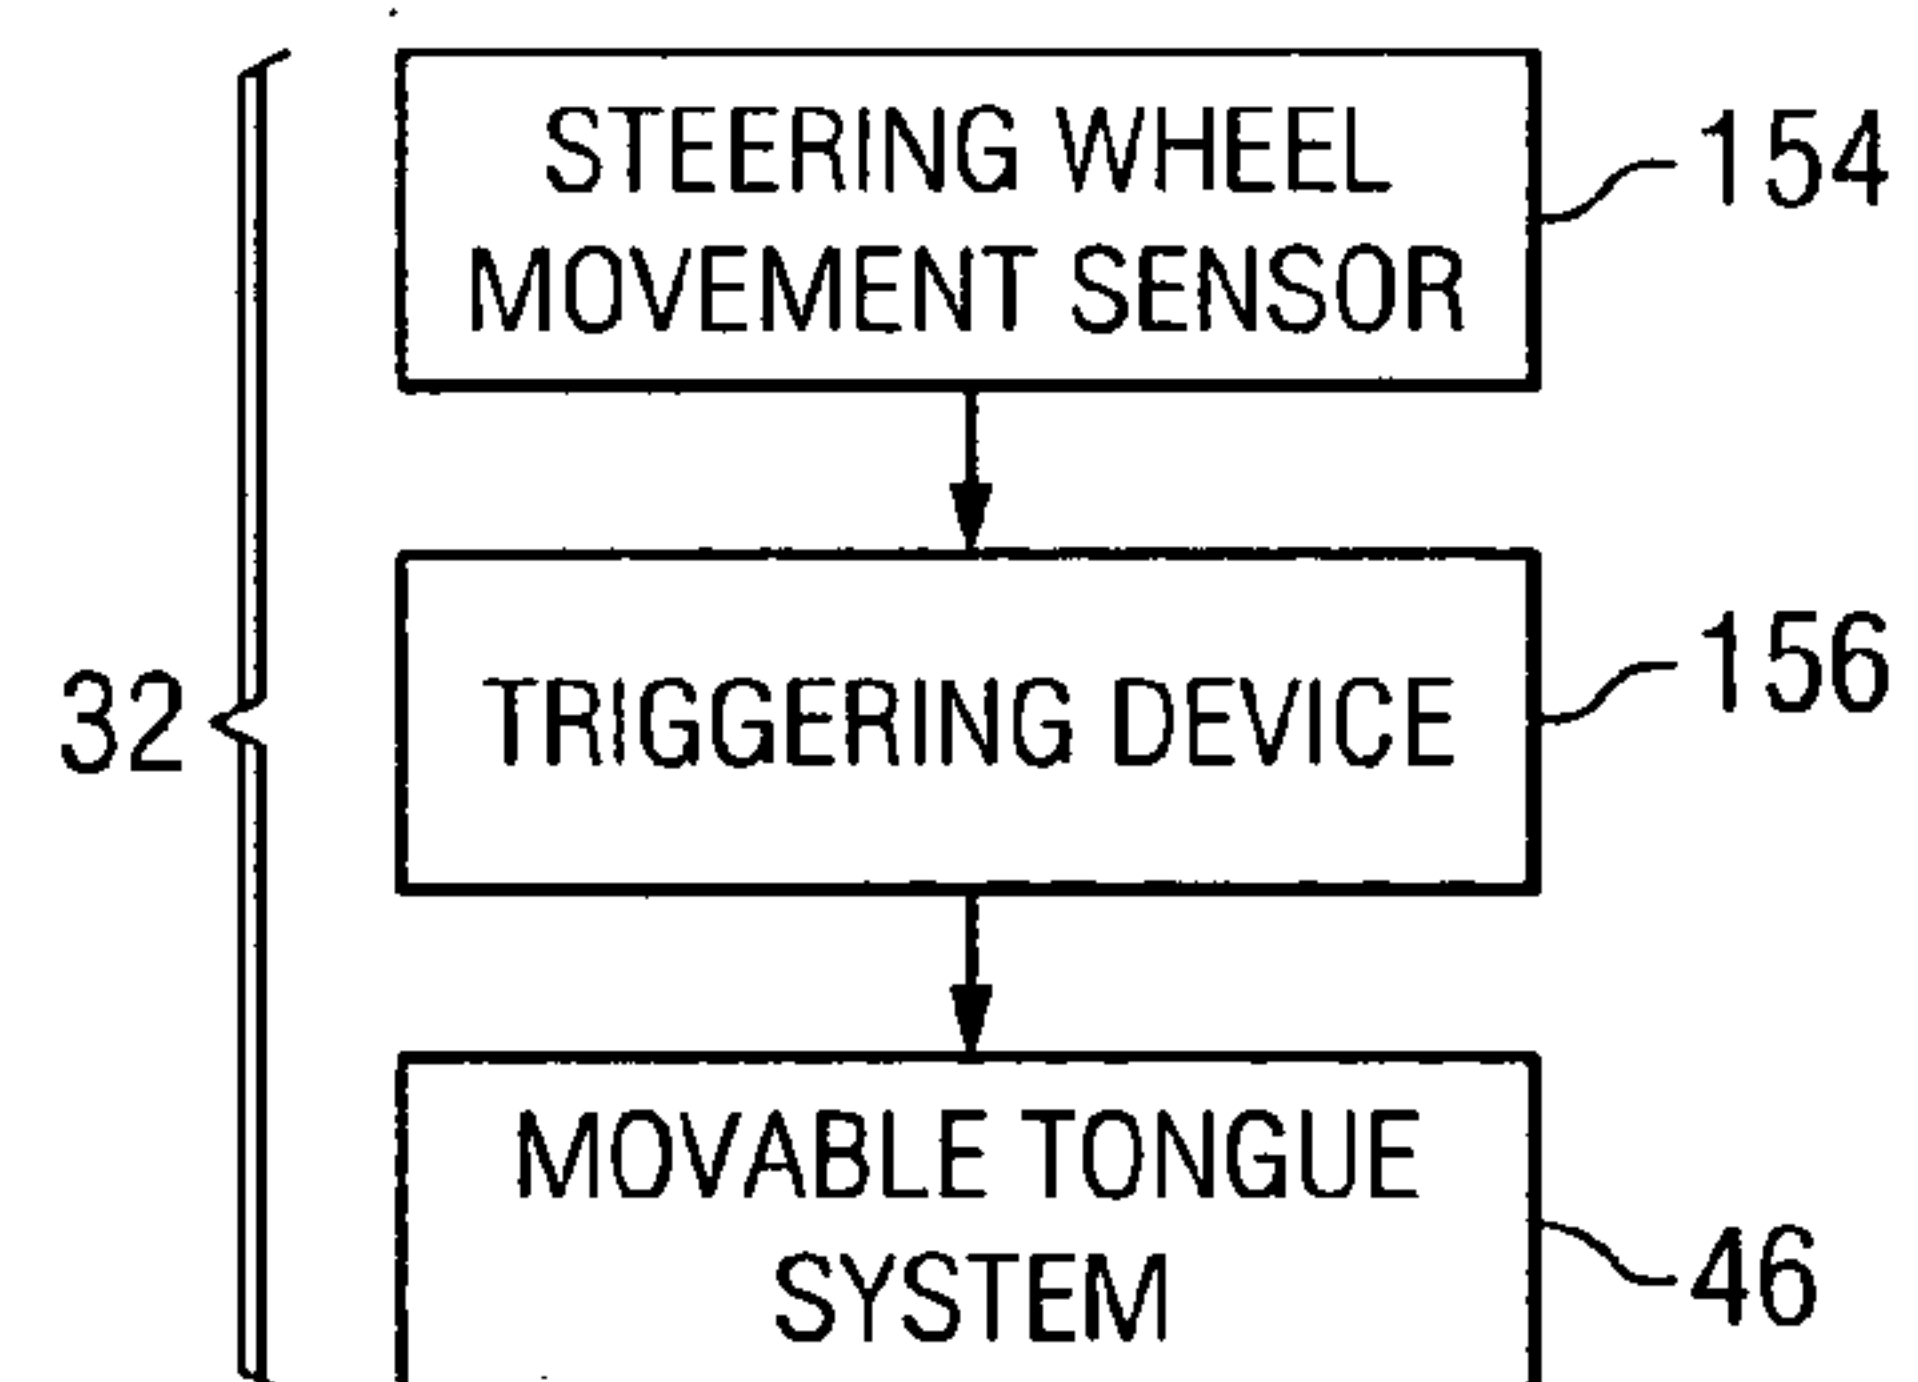 STEERING WHEEL
MOVEMENT SENSOR
154
32
TRIGGERING DEVICE
156
MOVABLE TONGUE
SYSTEM
46